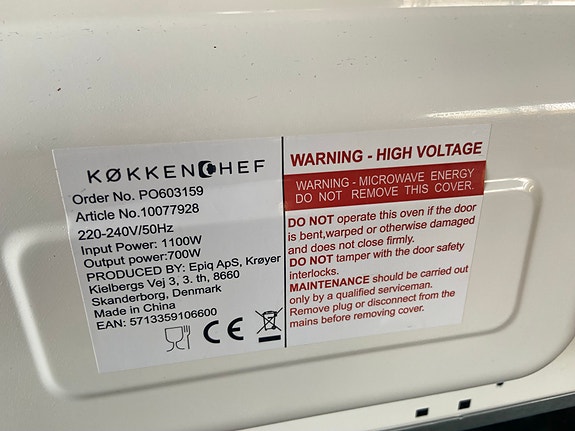 KØKKENCHEF
Order No. PO603159
Article No.10077928
220-240V/50Hz
Input Power: 1100W
Output power:700W
PRODUCED BY: Epiq ApS, Krøyer
Kielbergs Vej 3, 3. th, 8660
Skanderborg, Denmark
Made in China
EAN: 5713359106600
CE
WARNING - HIGH VOLTAGE
WARNING - MICROWAVE ENERGY
DO NOT REMOVE THIS COVER.
DO NOT operate this oven if the door
is bent,warped or otherwise damaged
and does not close firmly.
DO NOT tamper with the door safety
interlocks.
MAINTENANCE should be carried out
only by a qualified serviceman.
Remove plug or disconnect from the
mains before removing cover.